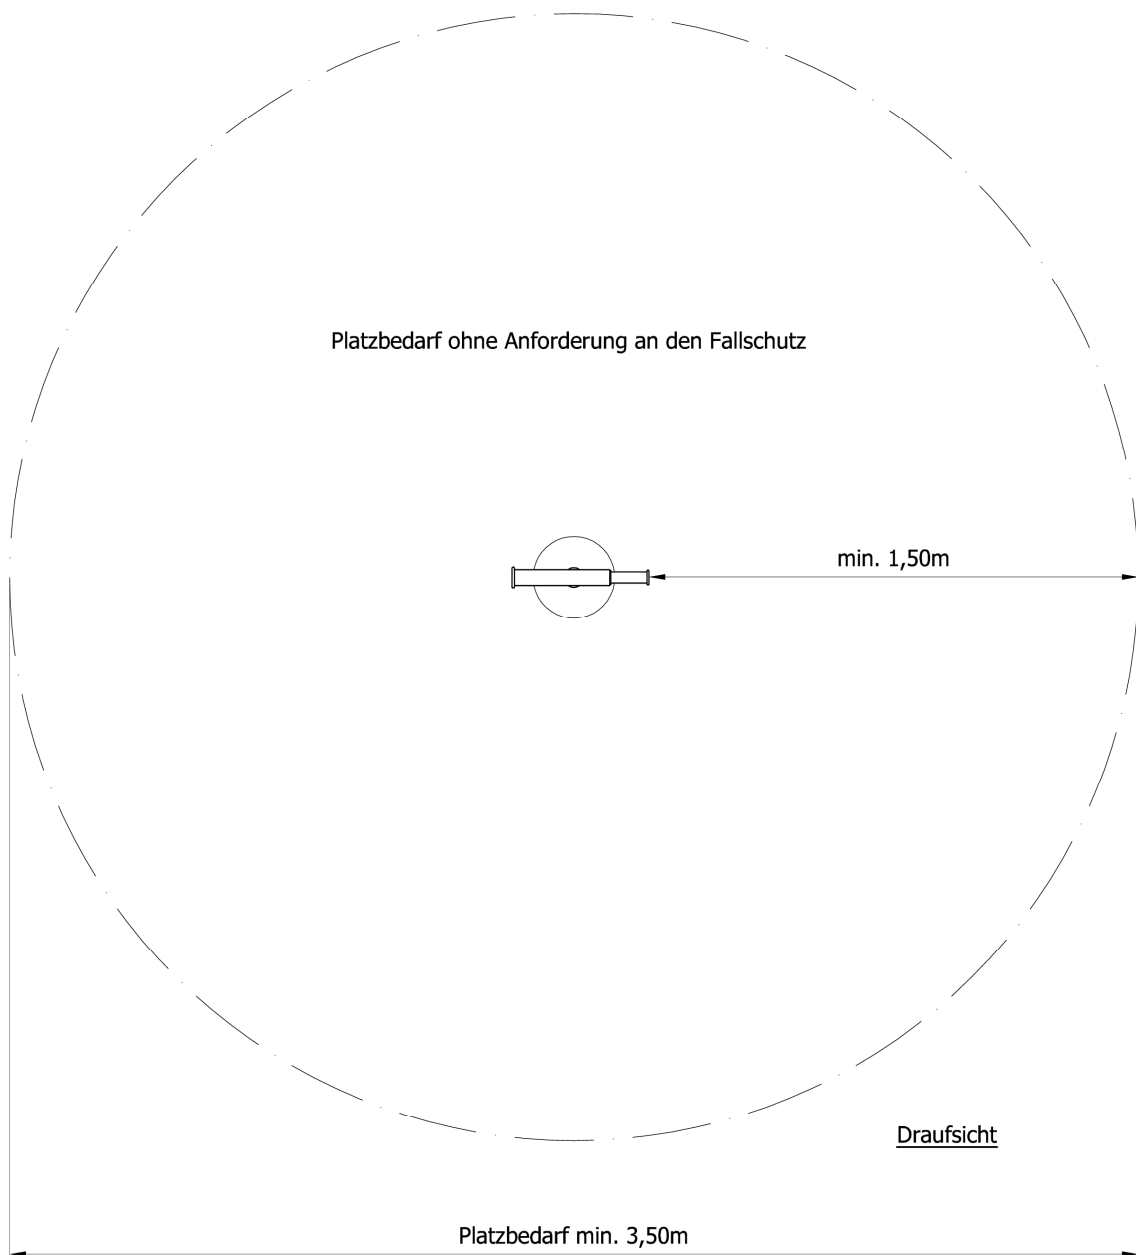 Platzbedarf ohne Anforderung an den Fallschutz
min. 1,50m
Draufsicht
Platzbedarf min. 3,50m